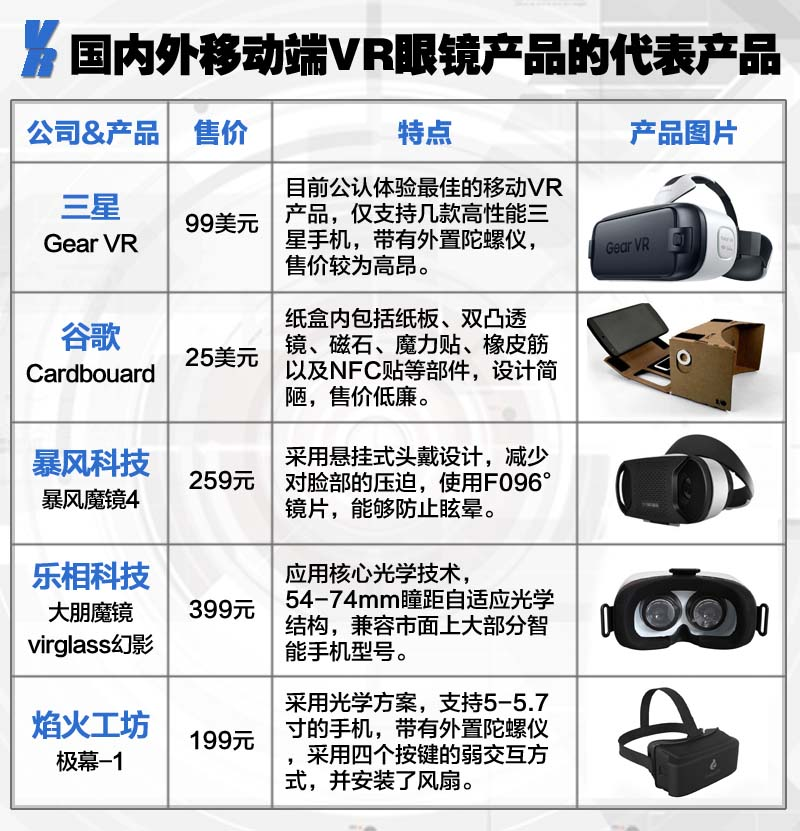 VR 国内外移动端VR眼镜产品的代表产品
公司&产品 售价 特点 产品图片
三星
Gear VR
99美元
目前公认体验最佳的移动VR
产品，仅支持几款高性能三
星手机，带有外置陀螺仪，
售价较为高昂。
Gear VR
谷歌
Cardbouard
25美元
纸盒内包括纸板、双凸透
镜、磁石、魔力贴、橡皮筋
以及NFC贴等部件，设计简
陋，售价低廉。
暴风科技
暴风魔镜4
259元
采用悬挂式头戴设计，减少
对脸部的压迫，使用F096°
镜片，能够防止眩晕。
乐相科技
大朋魔镜
virglass幻影
399元
应用核心光学技术，
54-74mm瞳距自适应光学
结构，兼容市面上大部分智
能手机型号。
焰火工坊
极幕-1
199元
采用光学方案，支持5-5.7
寸的手机，带有外置陀螺仪
，采用四个按键的弱交互方
式，并安装了风扇。